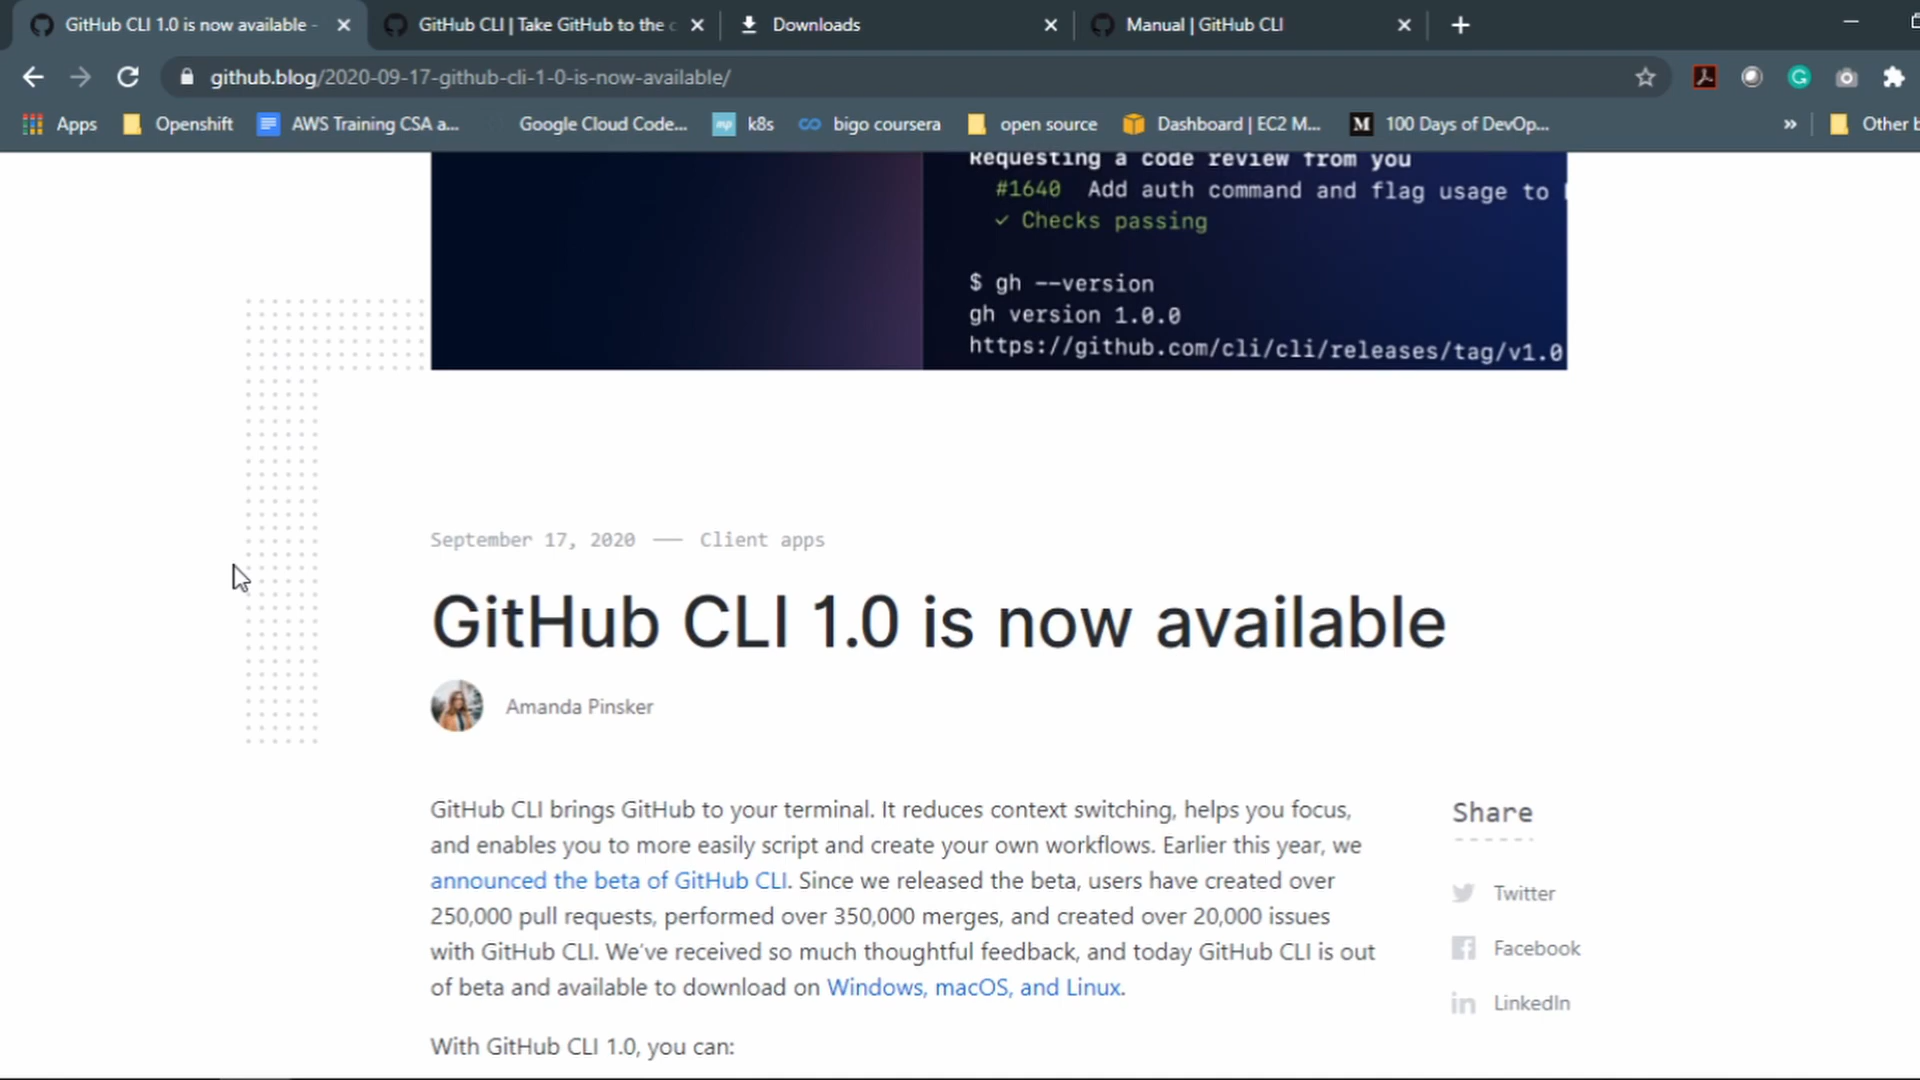 GitHub CLI 1.0 is now available -
GitHub CLI | Take GitHub to the c
Downloads
Manual | GitHub CLI
github.blog/2020-09-17-github-cli-1-0-is-now-available/
Apps
Openshift
AWS Training CSA a...
Google Cloud Code...
mp
k8s
bigo coursera
open source
Dashboard | EC2 M...
M
100 Days of DevOp...
»
Other b
Requesting a code review from you
#1640 Add auth command and flag usage to
✓ Checks passing
$ gh --version
gh version 1.0.0
https://github.com/cli/cli/releases/tag/v1.0
September 17, 2020 — Client apps
GitHub CLI 1.0 is now available
Amanda Pinsker
GitHub CLI brings GitHub to your terminal. It reduces context switching, helps you focus,
and enables you to more easily script and create your own workflows. Earlier this year, we
announced the beta of GitHub CLI. Since we released the beta, users have created over
250,000 pull requests, performed over 350,000 merges, and created over 20,000 issues
with GitHub CLI. We've received so much thoughtful feedback, and today GitHub CLI is out
of beta and available to download on Windows, macOS, and Linux.
With GitHub CLI 1.0, you can:
Share
Twitter
Facebook
LinkedIn